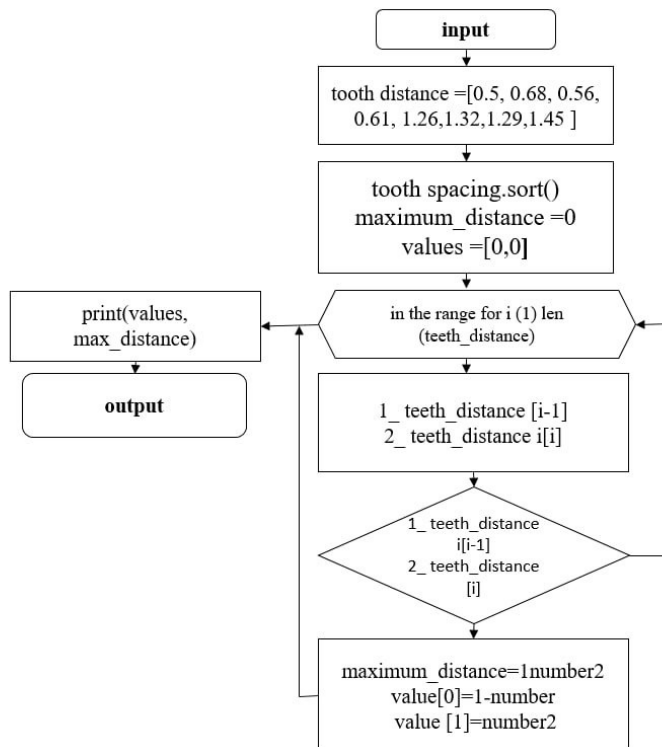 input
tooth distance =[0.5, 0.68, 0.56,
0.61, 1.26,1.32,1.29,1.45 ]
tooth spacing.sort()
maximum_distance =0
values =[0,0]
in the range for i (1) len
(teeth_distance)
print(values,
max_distance)
output
1_ teeth_distance [i-1]
2_ teeth_distance i[i]
1_ teeth_distance
i[i-1]
2_ teeth_distance
[i]
maximum_distance=1number2
value[0]=1-number
value [1]=number2